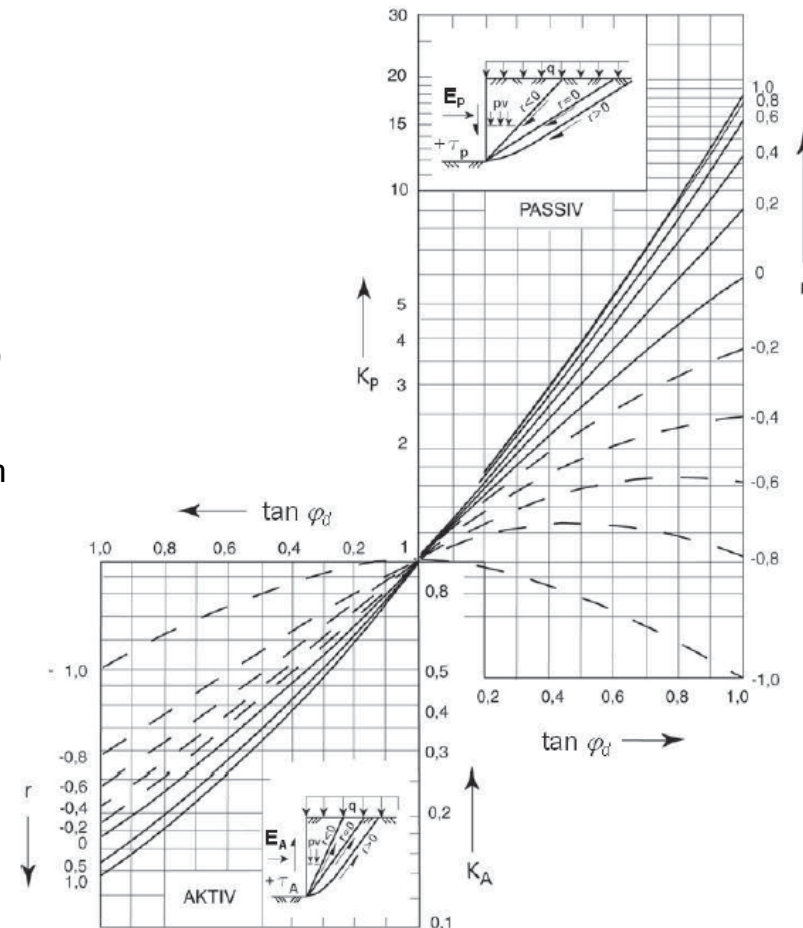 30
20
15
10
5
4
3
2
K_P
q
E_p
pv
r<0
r=0
r>0
+τ_p
PASSIV
1,0
0,8
0,6
0,4
0,2
0
-0,2
-0,4
-0,6
-0,8
-1,0
0,2 0,4 0,6 0,8 1,0
tan φ_d
tan φ_d
1,0 0,8 0,6 0,4 0,2 1
0,8
0,5
0,4
0,3
0,2
0,1
K_A
1,0
-0,8
-0,6
-0,4
-0,2
0
0,5
1,0
r
q
E_A
pv
r<0
r=0
r>0
+τ_A
AKTIV